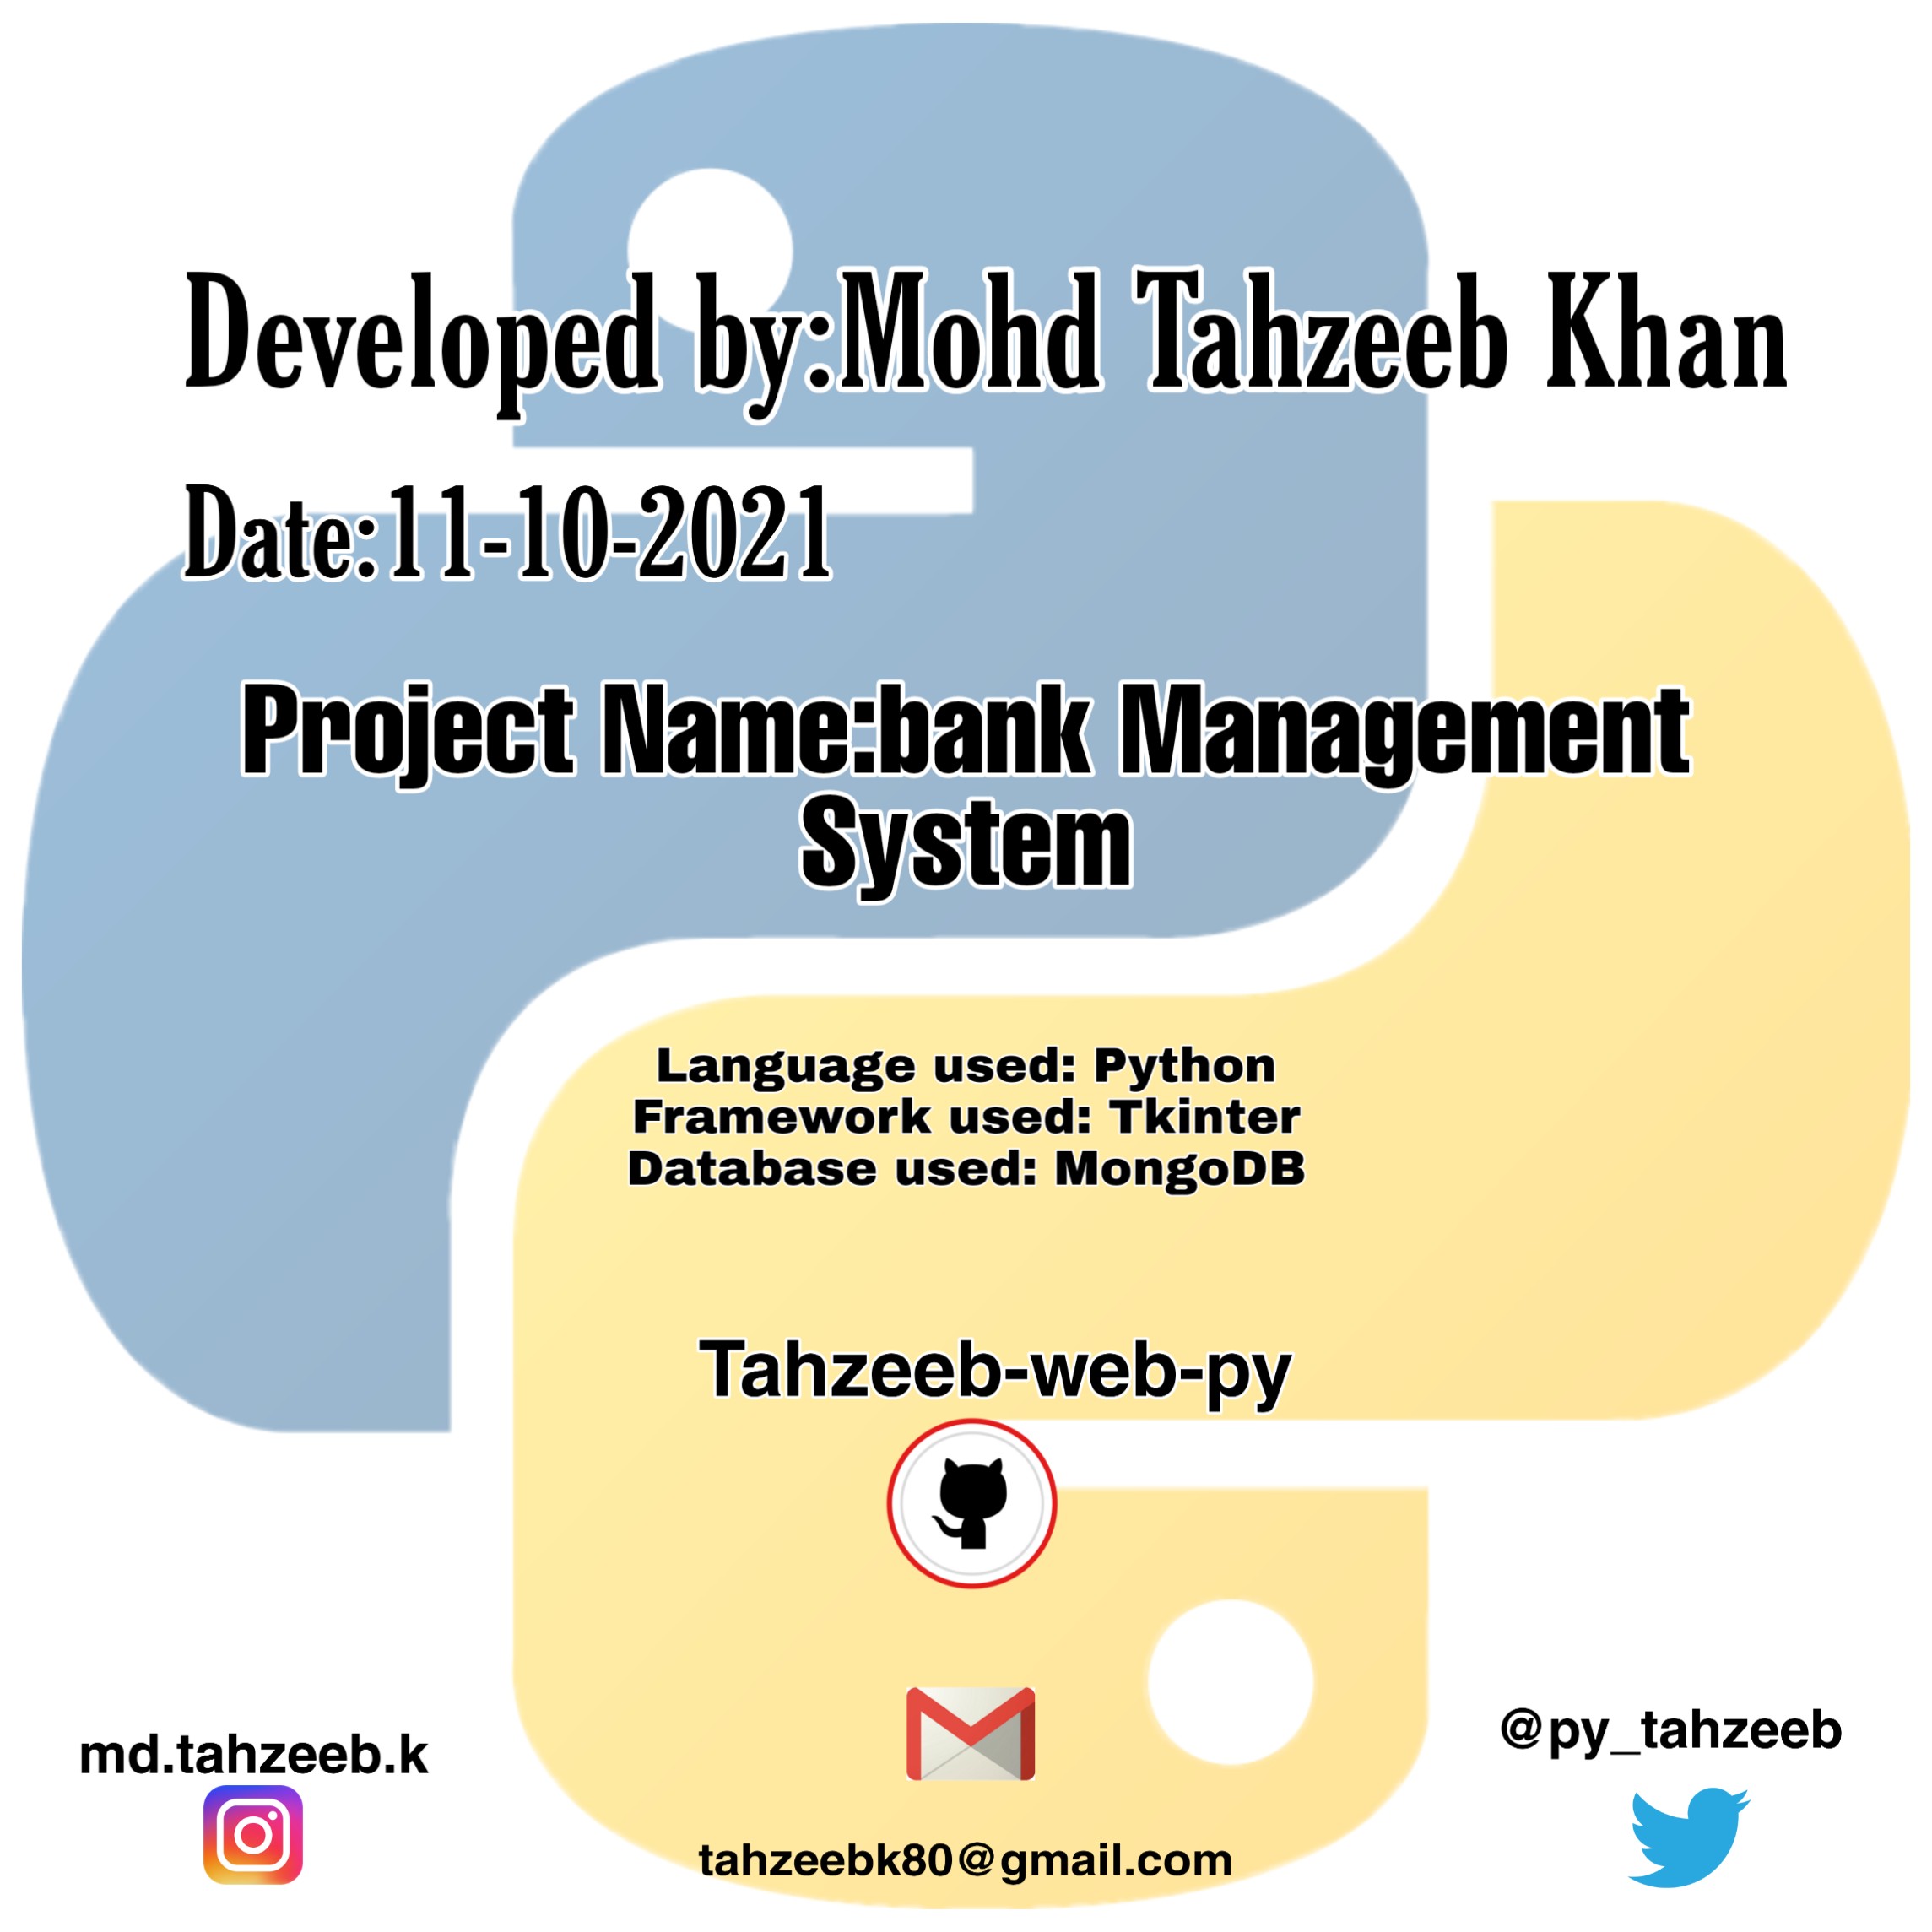 Developed by:Mohd Tahzeeb Khan
Date:11-10-2021
Project Name:bank Management
System
Language used: Python
Framework used: Tkinter
Database used: MongoDB
Tahzeeb-web-py
md.tahzeeb.k
@py_tahzeeb
tahzeebk80@gmail.com